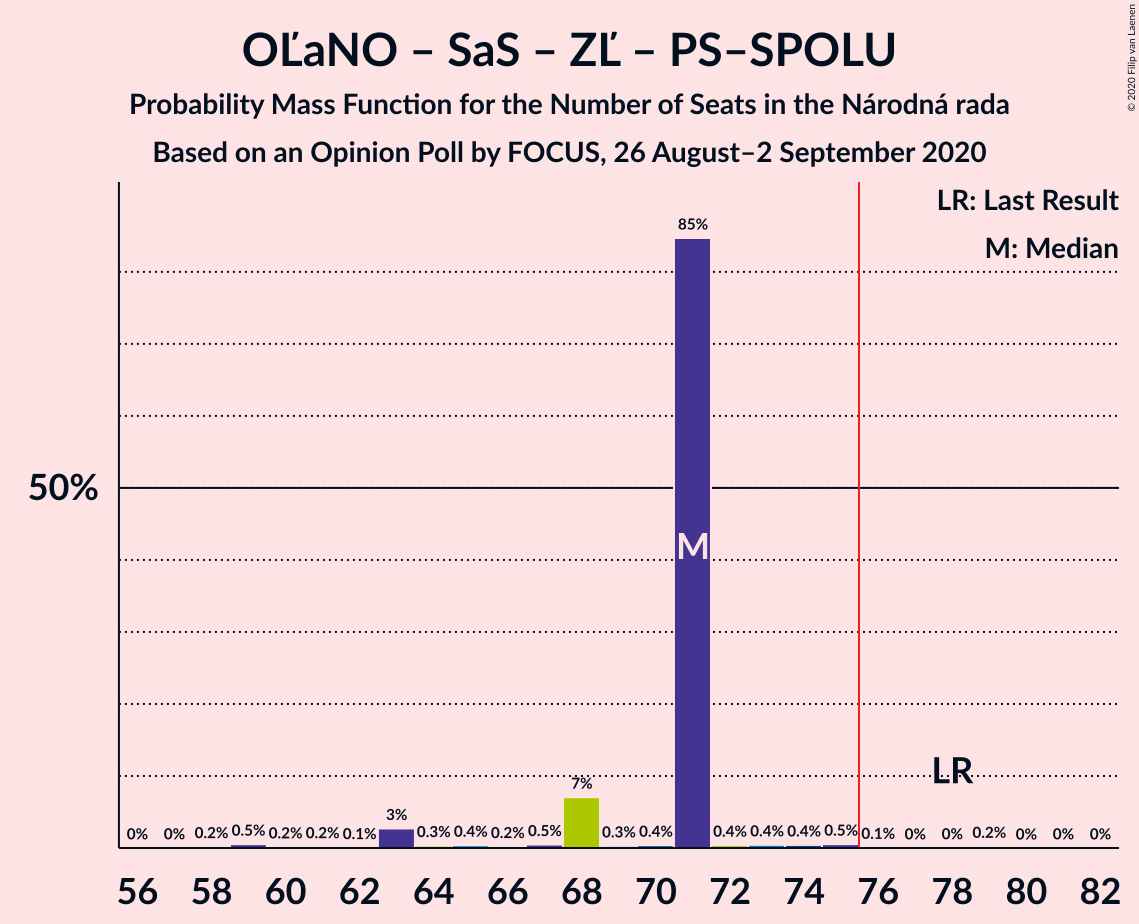 OĽaNO – SaS – ZĽ – PS–SPOLU
Probability Mass Function for the Number of Seats in the Národná rada
Based on an Opinion Poll by FOCUS, 26 August–2 September 2020
© 2020 Filip van Laenen
LR: Last Result
M: Median
85%
50%
M
LR
7%
3%
0% 0% 0.2% 0.5% 0.2% 0.2% 0.1% 0.3% 0.4% 0.2% 0.5% 0.3% 0.4% 0.4% 0.4% 0.4% 0.5% 0.1% 0% 0% 0.2% 0% 0% 0%
56 58 60 62 64 66 68 70 72 74 76 78 80 82